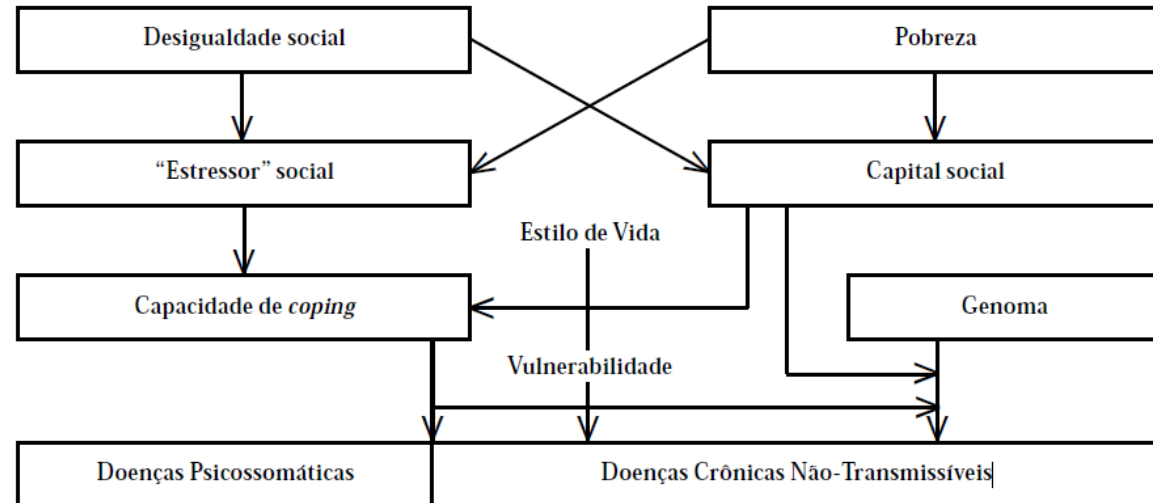 Desigualdade social
Pobreza
“Estressor” social
Capital social
Estilo de Vida
Capacidade de coping
Genoma
Vulnerabilidade
Doenças Psicossomáticas
Doenças Crônicas Não-Transmissíveis